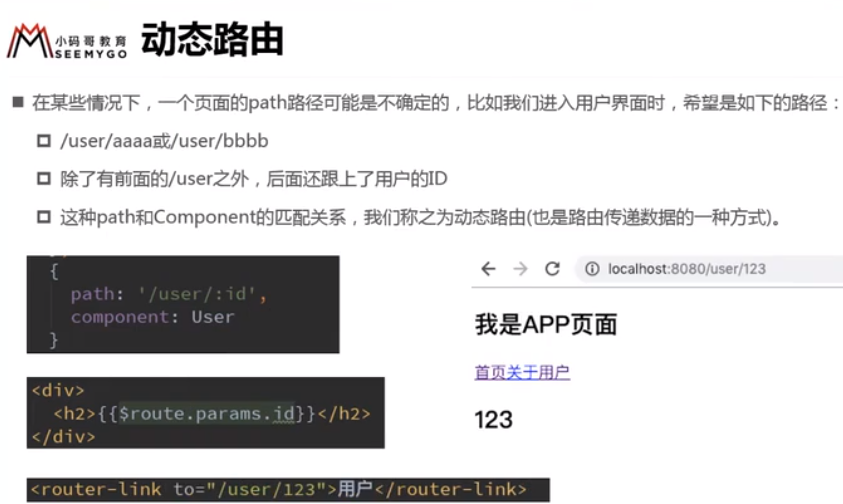 小码哥教育
SEEMYGO
动态路由
在某些情况下，一个页面的path路径可能是不确定的，比如我们进入用户界面时，希望是如下的路径：
/user/aaaa或/user/bbbb
除了有前面的/user之外，后面还跟上了用户的ID
这种path和Component的匹配关系，我们称之为动态路由(也是路由传递数据的一种方式)。
{
path: '/user/:id',
component: User
}
<div>
<h2>{{$route.params.id}}</h2>
</div>
<router-link to="/user/123">用户</router-link>
localhost:8080/user/123
我是APP页面
首页关于用户
123